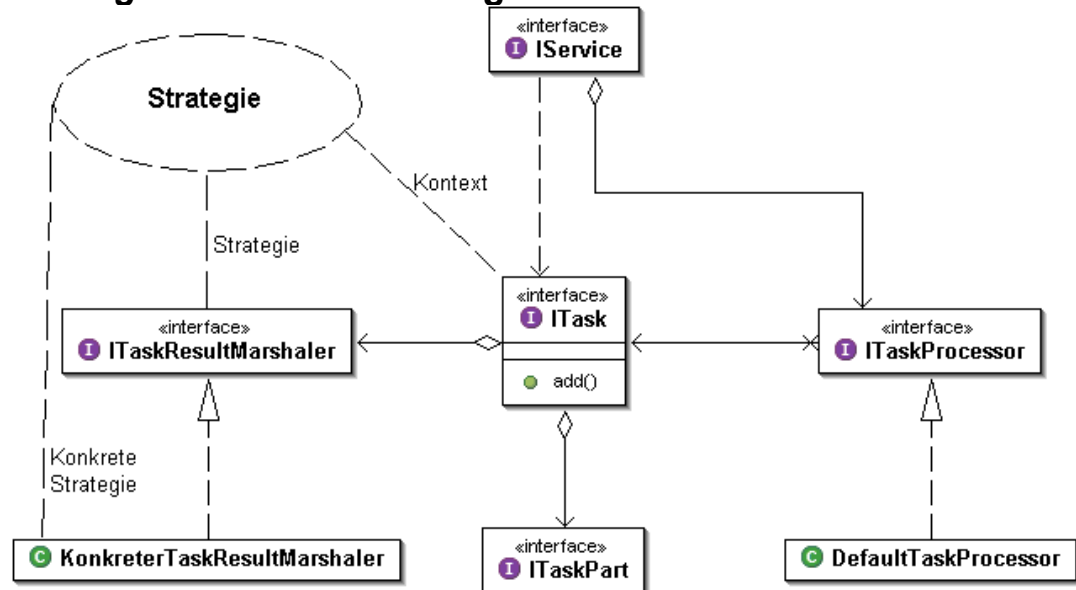 «interface»
I IService
Strategie
Kontext
Strategie
«interface»
I ITask
add()
«interface»
I ITaskResultMarshaler
«interface»
I ITaskProcessor
Konkrete
Strategie
C KonkreterTaskResultMarshaler
«interface»
I ITaskPart
C DefaultTaskProcessor